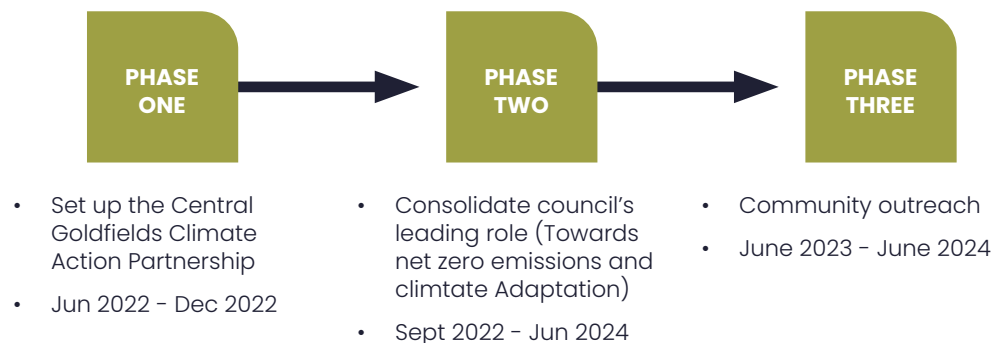 PHASE
ONE
PHASE
TWO
PHASE
THREE
• Set up the Central
Goldfields Climate
Action Partnership
• Jun 2022 - Dec 2022
• Consolidate council’s
leading role (Towards
net zero emissions and
climtate Adaptation)
• Sept 2022 - Jun 2024
• Community outreach
• June 2023 - June 2024